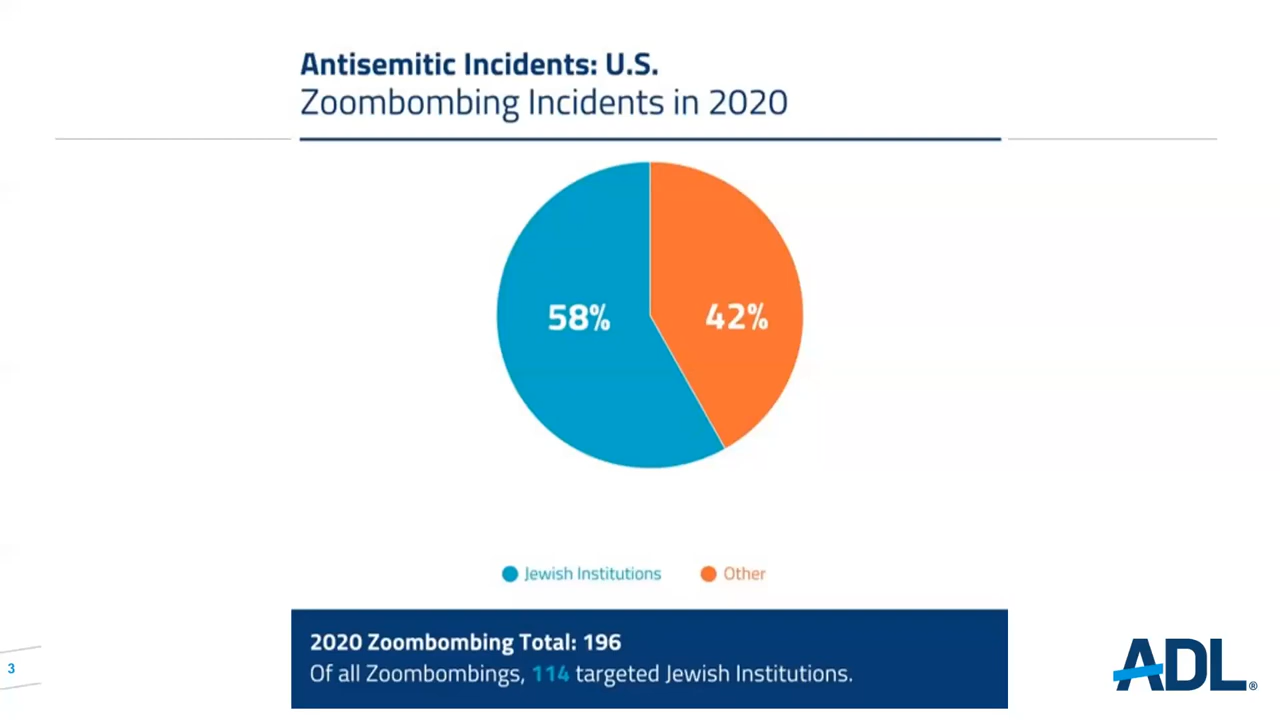 Antisemitic Incidents: U.S.
Zoombombing Incidents in 2020
58%
42%
Jewish Institutions
Other
2020 Zoombombing Total: 196
Of all Zoombombings, 114 targeted Jewish Institutions.
3
ADL®